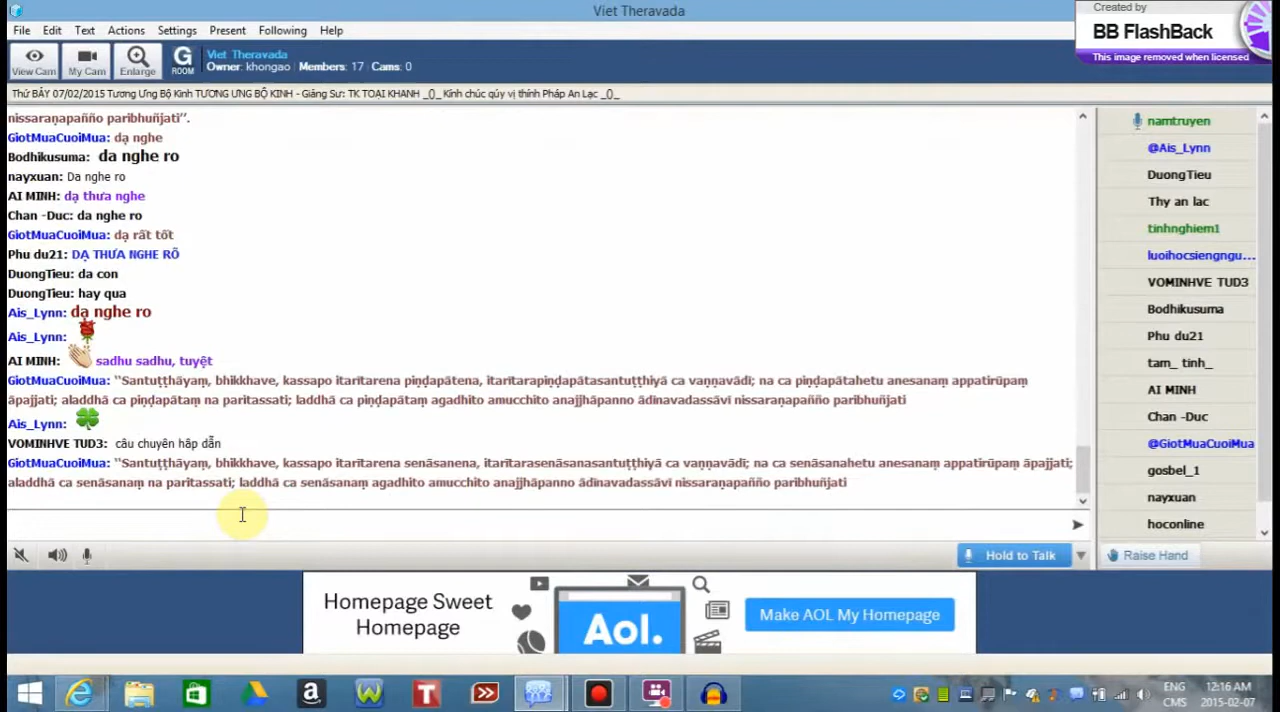 Viet Theravada
Created by
BB FlashBack
This image removed when licensed
File Edit Text Actions Settings Present Following Help
View Cam My Cam Enlarge G ROOM
Viet Theravada
Owner: khongao Members: 17 Cams: 0
Thứ BẢY 07/02/2015 Tương Ưng Bộ Kinh TƯƠNG ƯNG BỘ KINH - Giảng Sư: TK TOẠI KHANH _()_ Kính chúc qúy vị thính Pháp An Lạc _()_
nissaraṇapañño paribhuñjati”.
GiotMuaCuoiMua: dạ nghe
Bodhikusuma: da nghe ro
nayxuan: Da nghe ro
AI MINH: dạ thưa nghe
Chan -Duc: da nghe ro
GiotMuaCuoiMua: dạ rất tốt
Phu du21: DẠ THƯA NGHE RÕ
DuongTieu: da con
DuongTieu: hay qua
Ais_Lynn: dạ nghe ro
Ais_Lynn:
AI MINH: sadhu sadhu, tuyệt
GiotMuaCuoiMua: “Santuṭṭhāyaṃ, bhikkhave, kassapo itarītarena piṇḍapātena, itarītarapiṇḍapātasantuṭṭhiyā ca vaṇṇavādī; na ca piṇḍapātahetu anesanaṃ appatirūpaṃ
āpajjati; aladdhā ca piṇḍapātaṃ na paritassati; laddhā ca piṇḍapātaṃ agadhito amucchito anajjhāpanno ādīnavadassāvī nissaraṇapañño paribhuñjati
Ais_Lynn:
VOMINHVE TUD3: câu chuyên hâp dẫn
GiotMuaCuoiMua: “Santuṭṭhāyaṃ, bhikkhave, kassapo itarītarena senāsanena, itarītarasenāsanasantuṭṭhiyā ca vaṇṇavādī; na ca senāsanahetu anesanaṃ appatirūpaṃ āpajjati;
aladdhā ca senāsanaṃ na paritassati; laddhā ca senāsanaṃ agadhito amucchito anajjhāpanno ādīnavadassāvī nissaraṇapañño paribhuñjati
namtruyen
@Ais_Lynn
DuongTieu
Thy an lac
tinhnghiem1
luoihocsiengngu...
VOMINHVE TUD3
Bodhikusuma
Phu du21
tam_ tinh_
AI MINH
Chan -Duc
@GiotMuaCuoiMua
gosbel_1
nayxuan
hoconline
Hold to Talk
Raise Hand
Homepage Sweet
Homepage
Aol.
Make AOL My Homepage
ENG
CMS
12:16 AM
2015-02-07